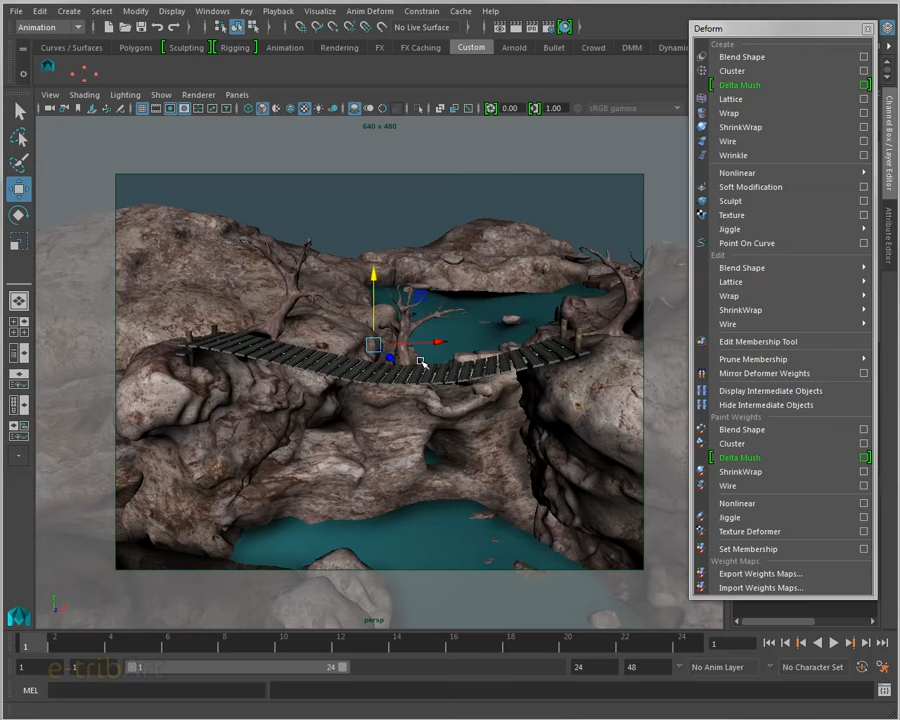 File Edit Create Select Modify Display Windows Key Playback Visualize Anim Deform Constrain Cache Help
Animation
No Live Surface
Curves / Surfaces Polygons Sculpting Rigging Animation Rendering FX FX Caching Custom Arnold Bullet Crowd DMM Dynamic
View Shading Lighting Show Renderer Panels
0.00 1.00 sRGB gamma
640 x 480
persp
Deform
Create
Blend Shape
Cluster
Delta Mush
Lattice
Wrap
ShrinkWrap
Wire
Wrinkle
Nonlinear
Soft Modification
Sculpt
Texture
Jiggle
Point On Curve
Edit
Blend Shape
Lattice
Wrap
ShrinkWrap
Wire
Edit Membership Tool
Prune Membership
Mirror Deformer Weights
Display Intermediate Objects
Hide Intermediate Objects
Paint Weights
Blend Shape
Cluster
Delta Mush
ShrinkWrap
Wire
Nonlinear
Jiggle
Texture Deformer
Set Membership
Weight Maps
Export Weights Maps...
Import Weights Maps...
Channel Box / Layer Editor
Attribute Editor
1 2 4 6 8 10 12 14 16 18 20 22 24 1
1 1 1 24 24 48 No Anim Layer No Character Set
e-tribArt
MEL